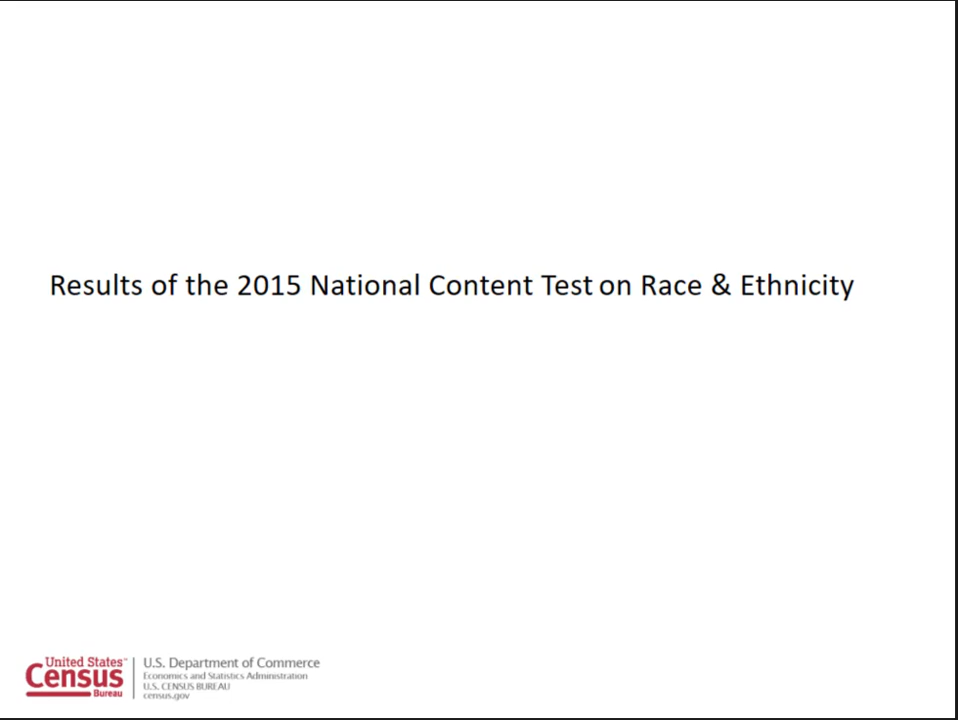 Results of the 2015 National Content Test on Race & Ethnicity
United States™
Census
Bureau
U.S. Department of Commerce
Economics and Statistics Administration
U.S. CENSUS BUREAU
census.gov